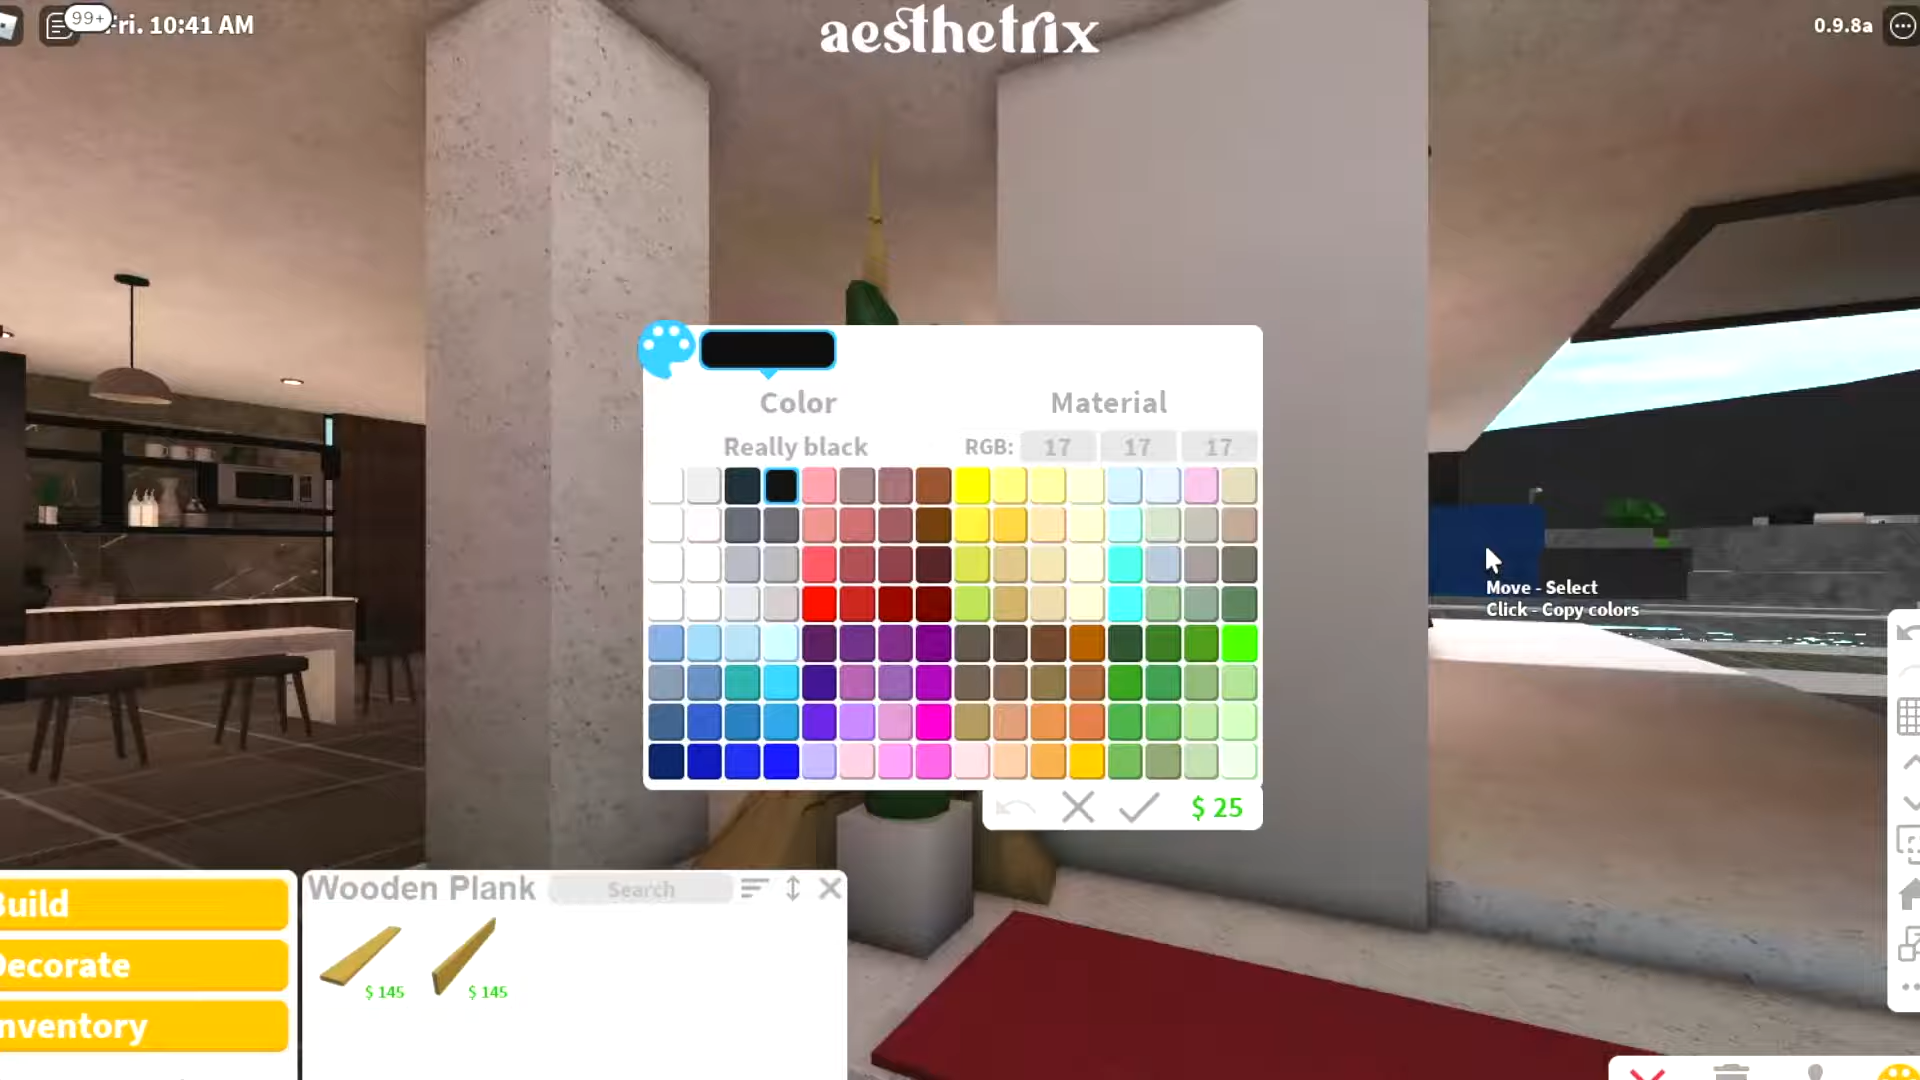 99+
Fri. 10:41 AM
aesthetrix
0.9.8a
Color
Material
Really black
RGB: 17 17 17
Move - Select
Click - Copy colors
$ 25
Build
Decorate
Inventory
Wooden Plank
Search
$ 145
$ 145